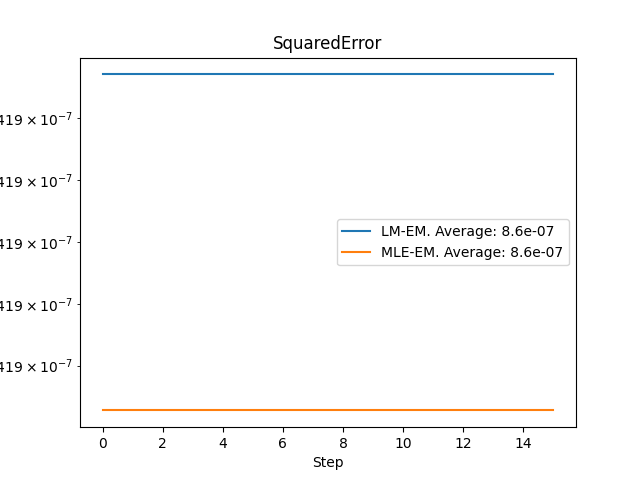 SquaredError
419 × 10⁻⁷
419 × 10⁻⁷
419 × 10⁻⁷
419 × 10⁻⁷
419 × 10⁻⁷
LM-EM. Average: 8.6e-07
MLE-EM. Average: 8.6e-07
0 2 4 6 8 10 12 14
Step